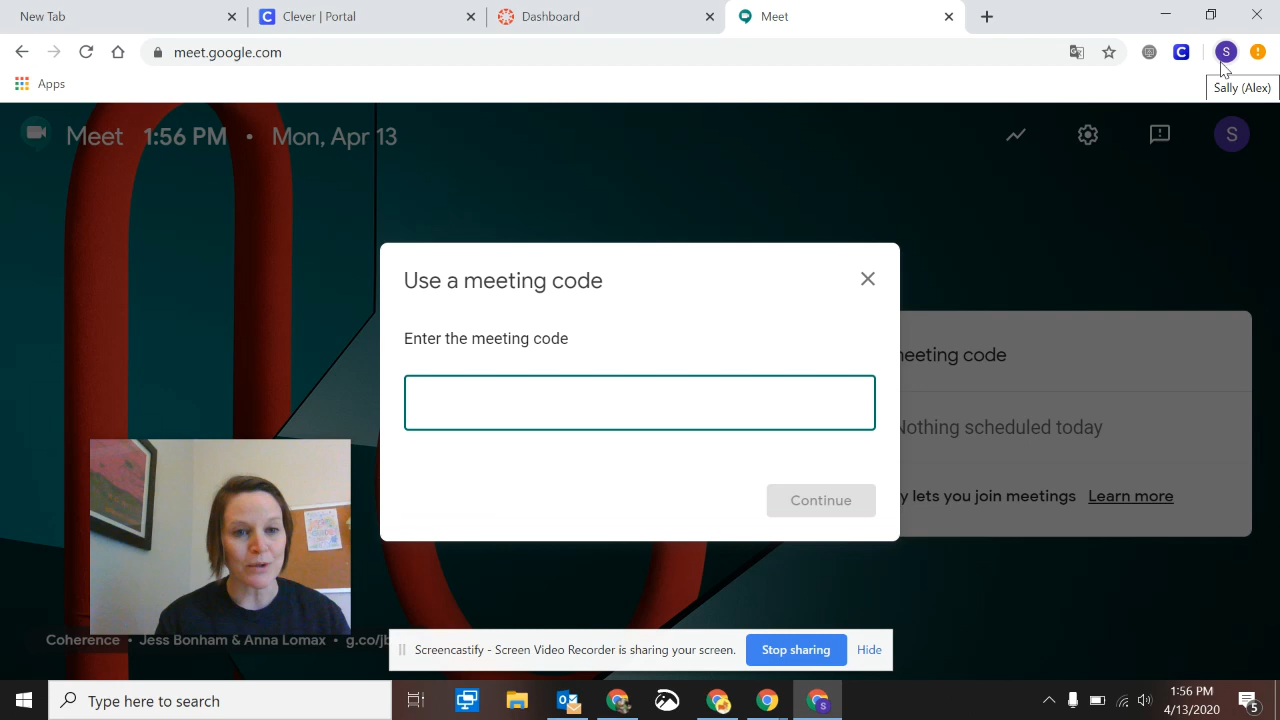 New Tab
Clever | Portal
Dashboard
Meet
meet.google.com
C
S
Sally (Alex)
Apps
Meet 1:56 PM • Mon, Apr 13
S
Use a meeting code
Enter the meeting code
Continue
eeting code
Nothing scheduled today
y lets you join meetings Learn more
Coherence • Jess Bonham & Anna Lomax • g.co/jb
Screencastify - Screen Video Recorder is sharing your screen.
Stop sharing
Hide
Type here to search
1:56 PM
4/13/2020
5